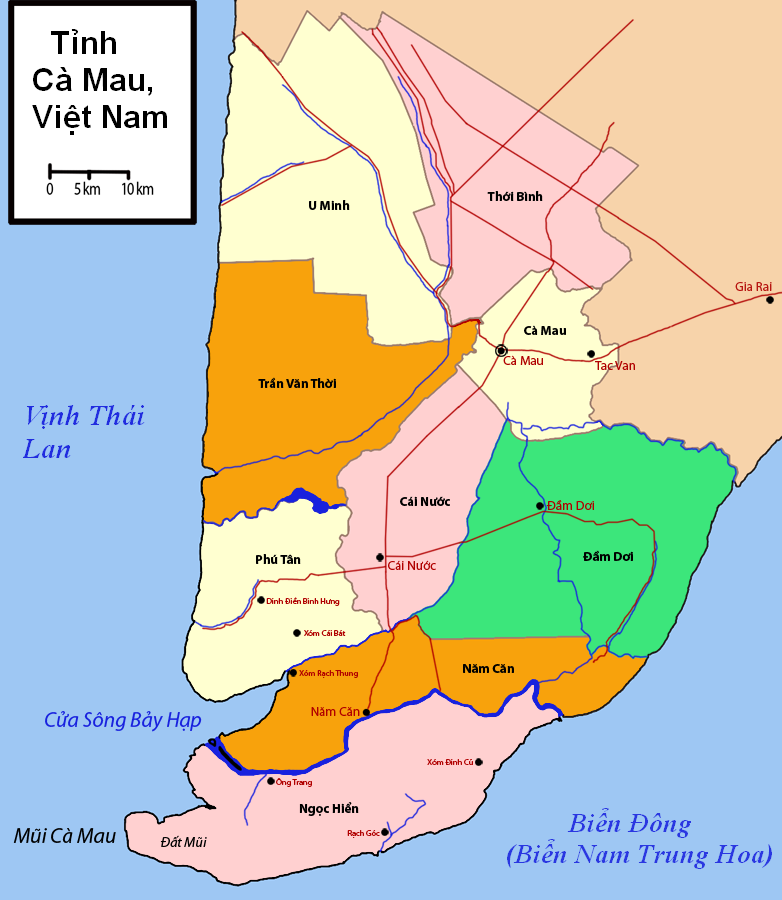 Tỉnh
Cà Mau,
Việt Nam
0 5 km 10 km
U Minh
Thới Bình
Gia Rai
Cà Mau
Cà Mau
Tac Van
Trần Văn Thời
Vịnh Thái
Lan
Cái Nước
Đầm Dơi
Phú Tân
Cái Nước
Đầm Dơi
Dinh Điền Bình Hưng
Xóm Cái Bát
Xóm Rạch Thung
Năm Căn
Năm Căn
Cửa Sông Bảy Hạp
Xóm Đinh Cũ
Ông Trang
Ngọc Hiển
Rạch Gốc
Mũi Cà Mau
Đất Mũi
Biển Đông
(Biển Nam Trung Hoa)